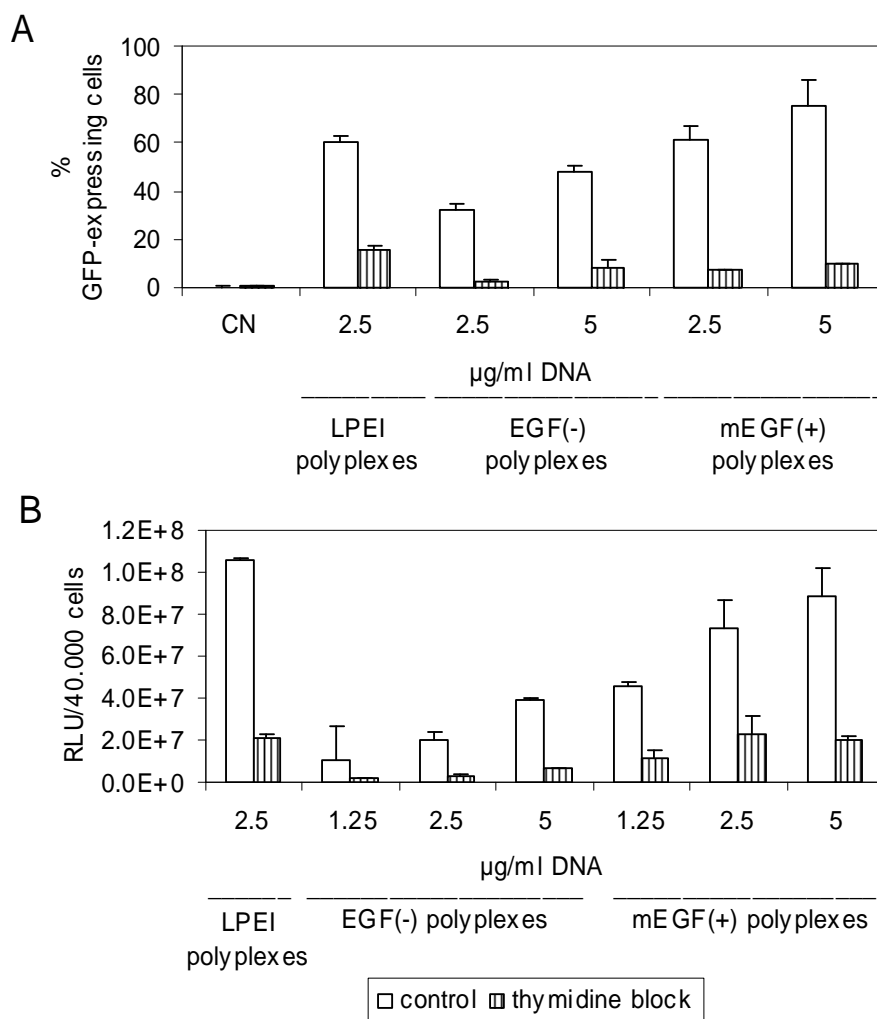 A
100
80
60
40
20
0
%
GFP-expressing cells
CN 2.5 2.5 5 2.5 5
µg/ml DNA
LPEI EGF(-) mEGF(+)
polyplexes polyplexes polyplexes
B
1.2E+8
1.0E+8
8.0E+7
6.0E+7
4.0E+7
2.0E+7
0.0E+0
RLU/40.000 cells
2.5 1.25 2.5 5 1.25 2.5 5
µg/ml DNA
LPEI EGF(-) polyplexes mEGF(+) polyplexes
polyplexes
control thymidine block